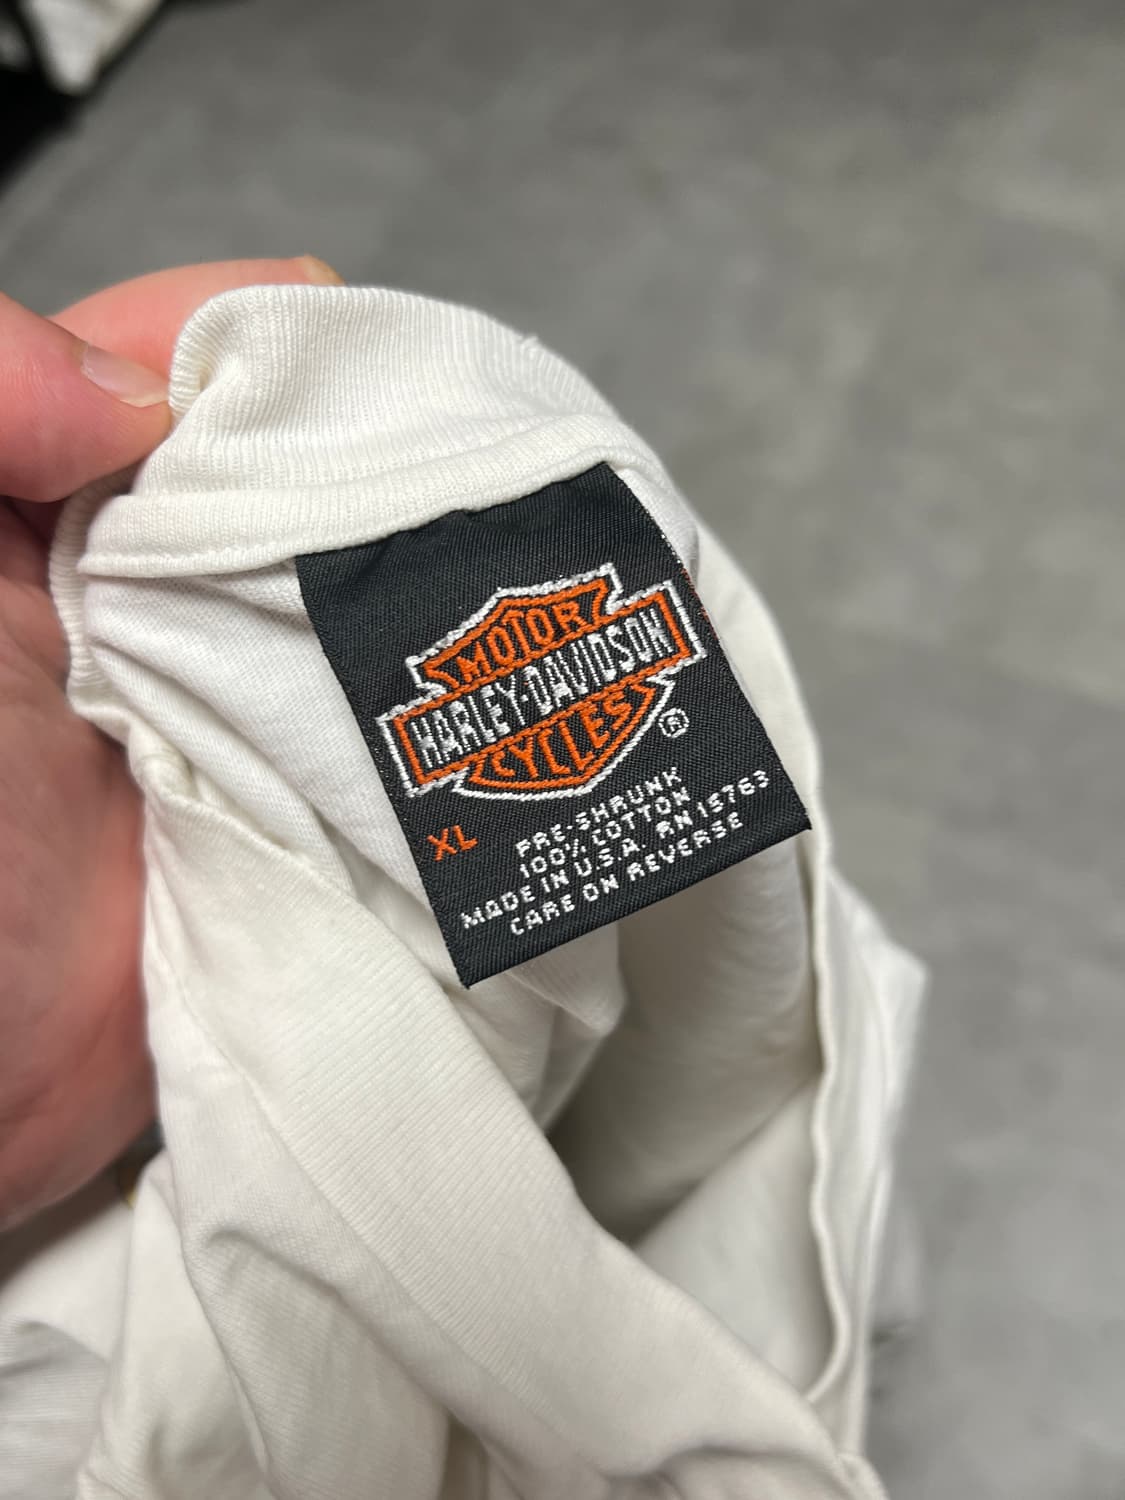 MOTOR
HARLEY-DAVIDSON
CYCLES
®
XL
PRE-SHRUNK
100% COTTON
MADE IN U.S.A. RN 15763
CARE ON REVERSE